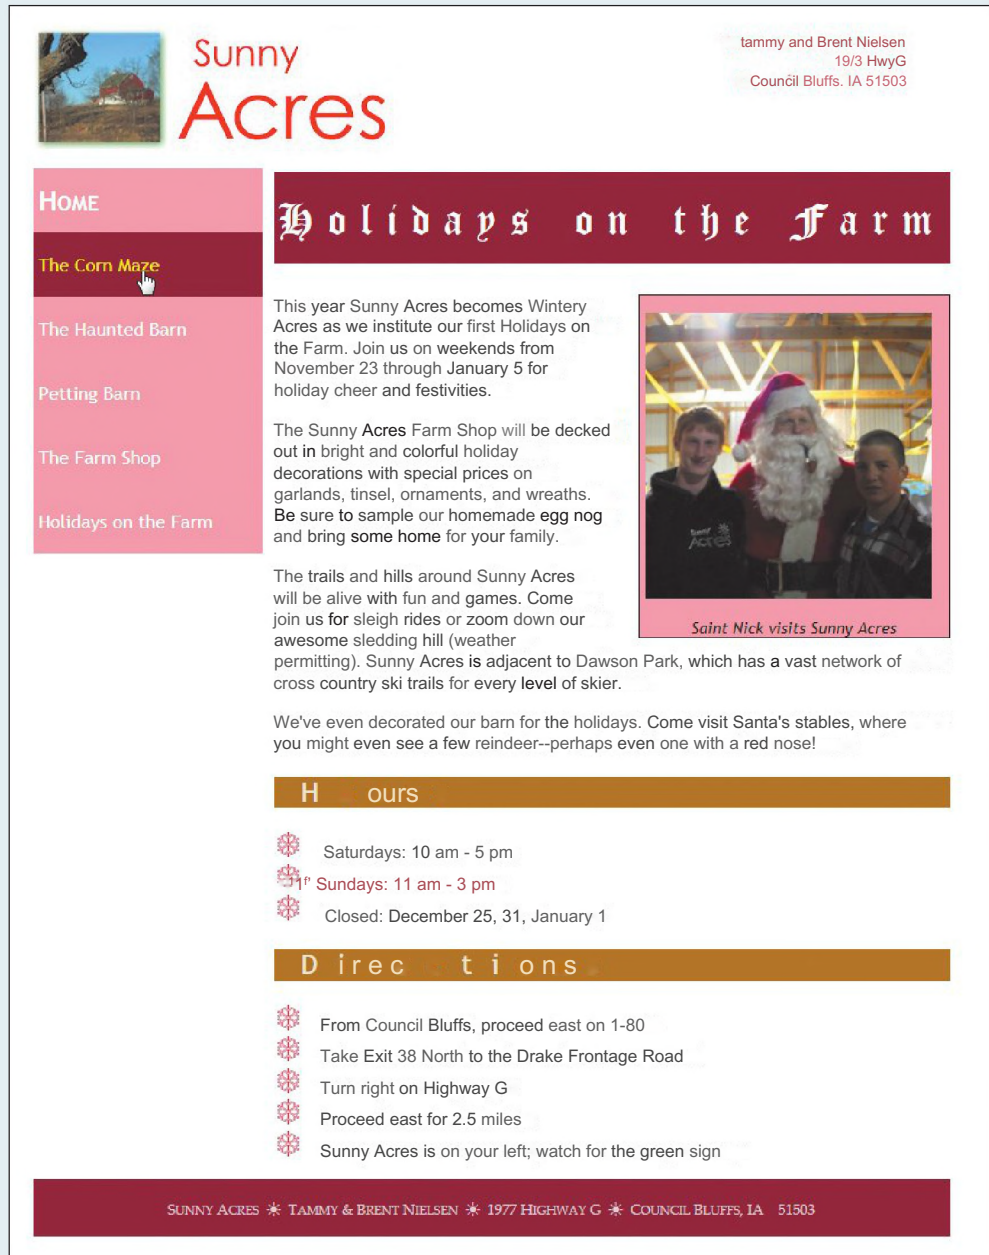 Sunny
Acres
tammy and Brent Nielsen
19/3 HwyG
Council Bluffs. IA 51503
HOME
The Corn Maze
The Haunted Barn
Petting Barn
The Farm Shop
Holidays on the Farm
Holidays on the Farm
This year Sunny Acres becomes Wintery
Acres as we institute our first Holidays on
the Farm. Join us on weekends from
November 23 through January 5 for
holiday cheer and festivities.
The Sunny Acres Farm Shop will be decked
out in bright and colorful holiday
decorations with special prices on
garlands, tinsel, ornaments, and wreaths.
Be sure to sample our homemade egg nog
and bring some home for your family.
The trails and hills around Sunny Acres
will be alive with fun and games. Come
join us for sleigh rides or zoom down our
awesome sledding hill (weather
permitting). Sunny Acres is adjacent to Dawson Park, which has a vast network of
cross country ski trails for every level of skier.
Sunny
Acres
Saint Nick visits Sunny Acres
We've even decorated our barn for the holidays. Come visit Santa's stables, where
you might even see a few reindeer--perhaps even one with a red nose!
H ours
Saturdays: 10 am - 5 pm
Sundays: 11 am - 3 pm
Closed: December 25, 31, January 1
Direc tions
From Council Bluffs, proceed east on 1-80
Take Exit 38 North to the Drake Frontage Road
Turn right on Highway G
Proceed east for 2.5 miles
Sunny Acres is on your left; watch for the green sign
SUNNY ACRES ☀ TAMMY & BRENT NIELSEN ☀ 1977 HIGHWAY G ☀ COUNCIL BLUFFS, IA 51503